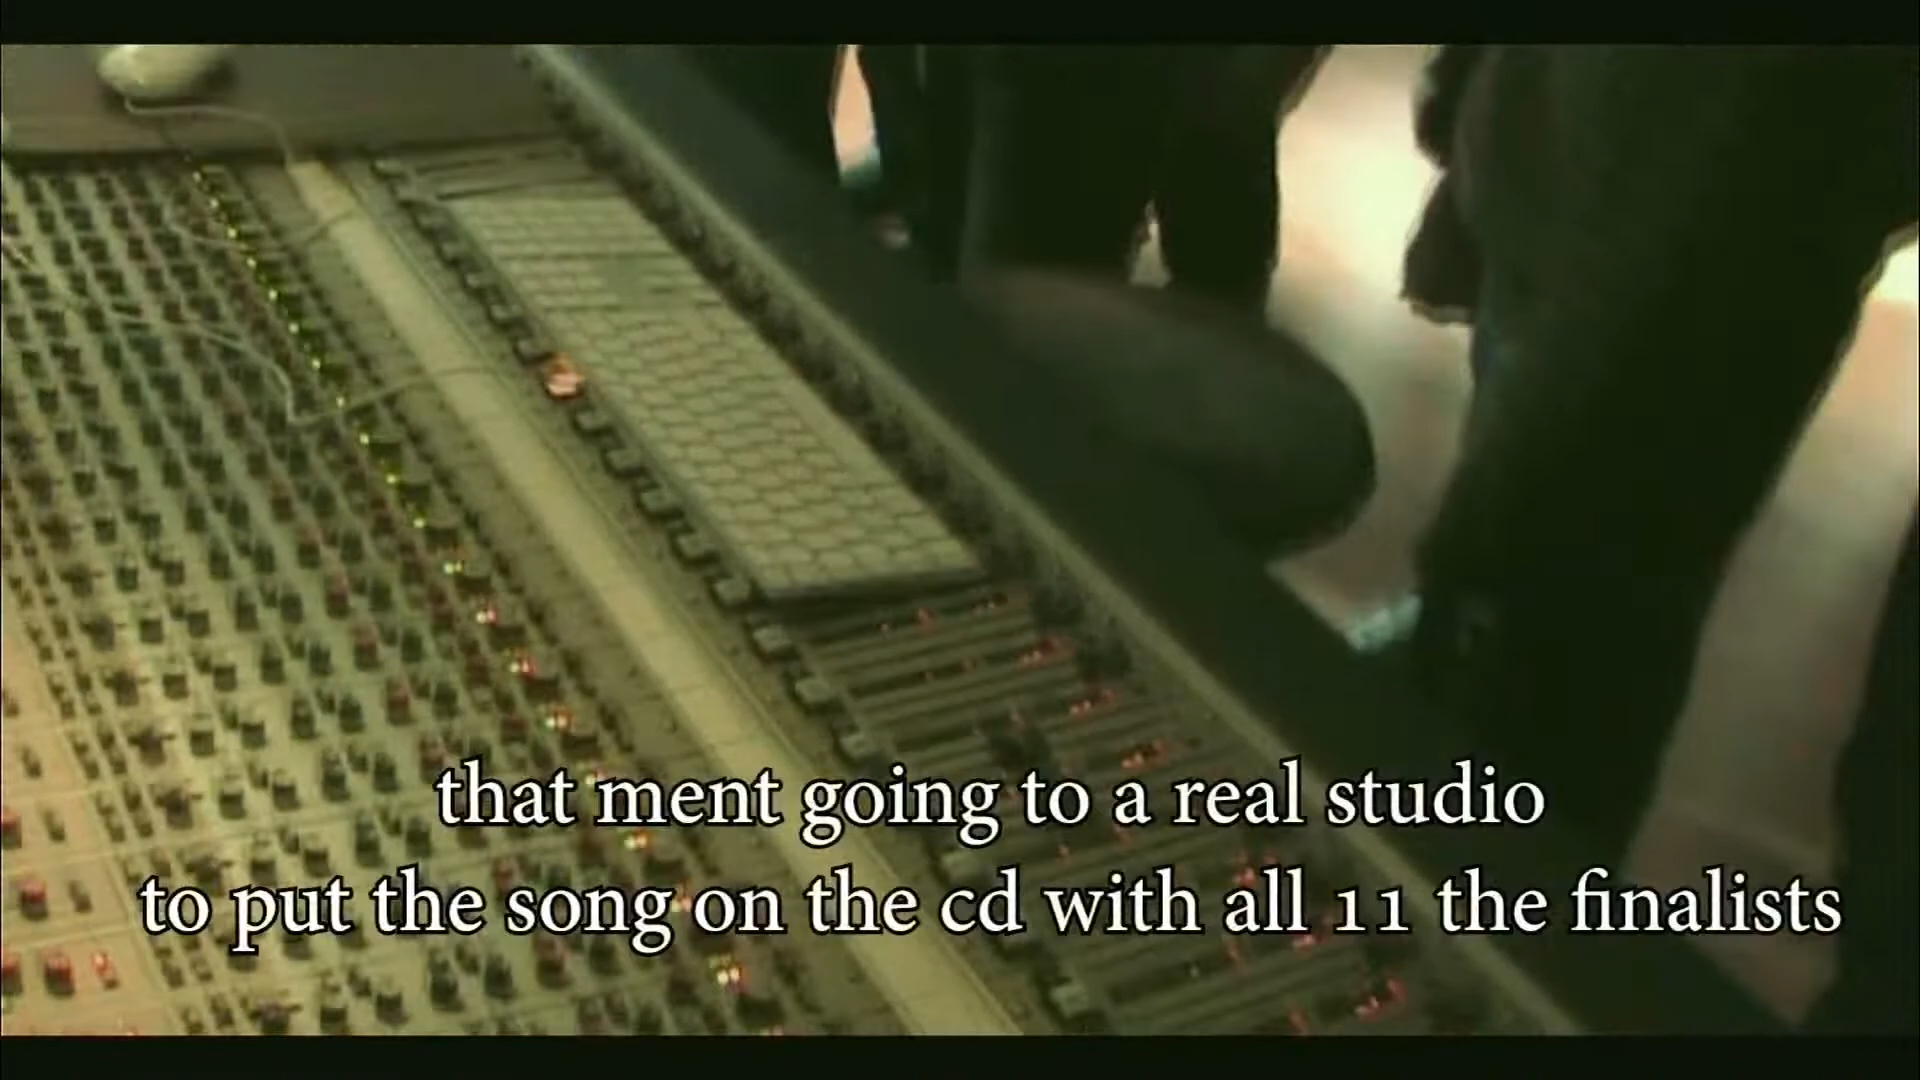 that ment going to a real studio
to put the song on the cd with all 11 the finalists